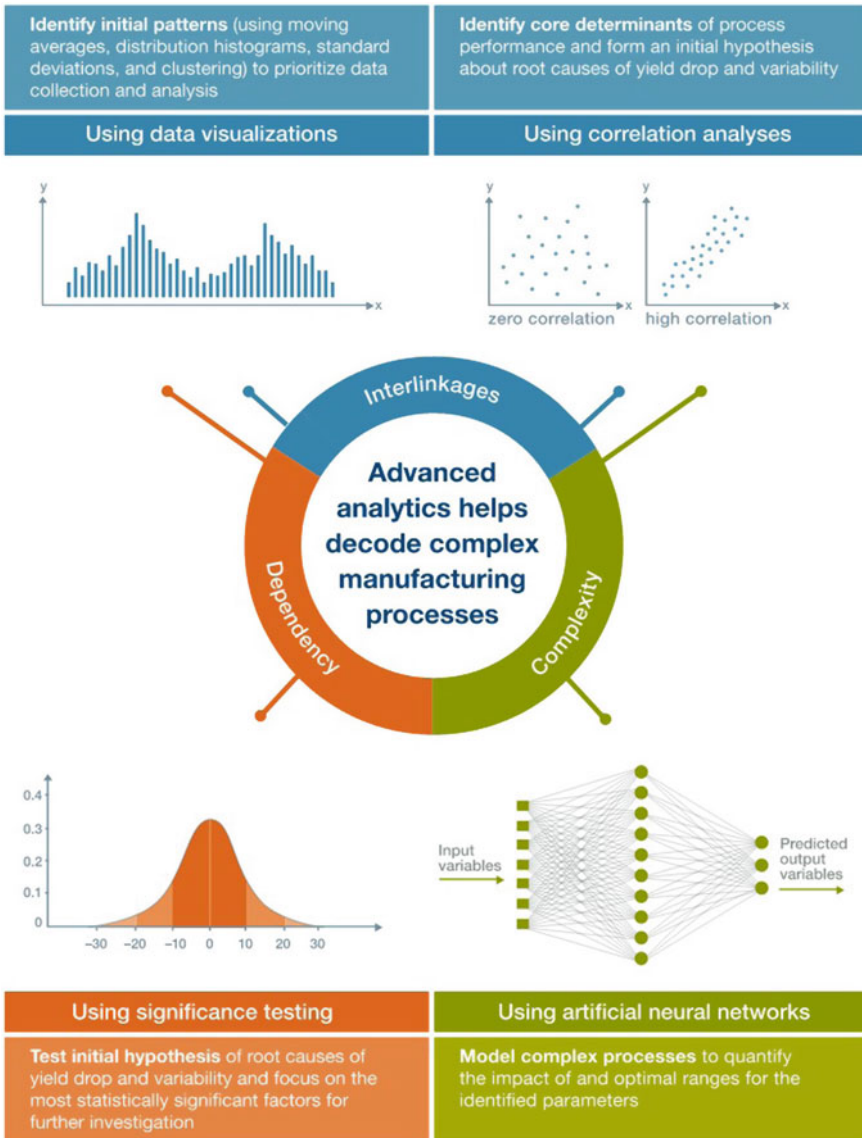 Identify initial patterns (using moving
averages, distribution histograms, standard
deviations, and clustering) to prioritize data
collection and analysis
Identify core determinants of process
performance and form an initial hypothesis
about root causes of yield drop and variability
Using data visualizations
Using correlation analyses
y
x
y
x
zero correlation
y
x
high correlation
Interlinkages
Dependency
Complexity
Advanced
analytics helps
decode complex
manufacturing
processes
0.4
0.3
0.2
0.1
0
–30 –20 –10 0 10 20 30
Input
variables
Predicted
output
variables
Using significance testing
Using artificial neural networks
Test initial hypothesis of root causes of
yield drop and variability and focus on the
most statistically significant factors for
further investigation
Model complex processes to quantify
the impact of and optimal ranges for the
identified parameters